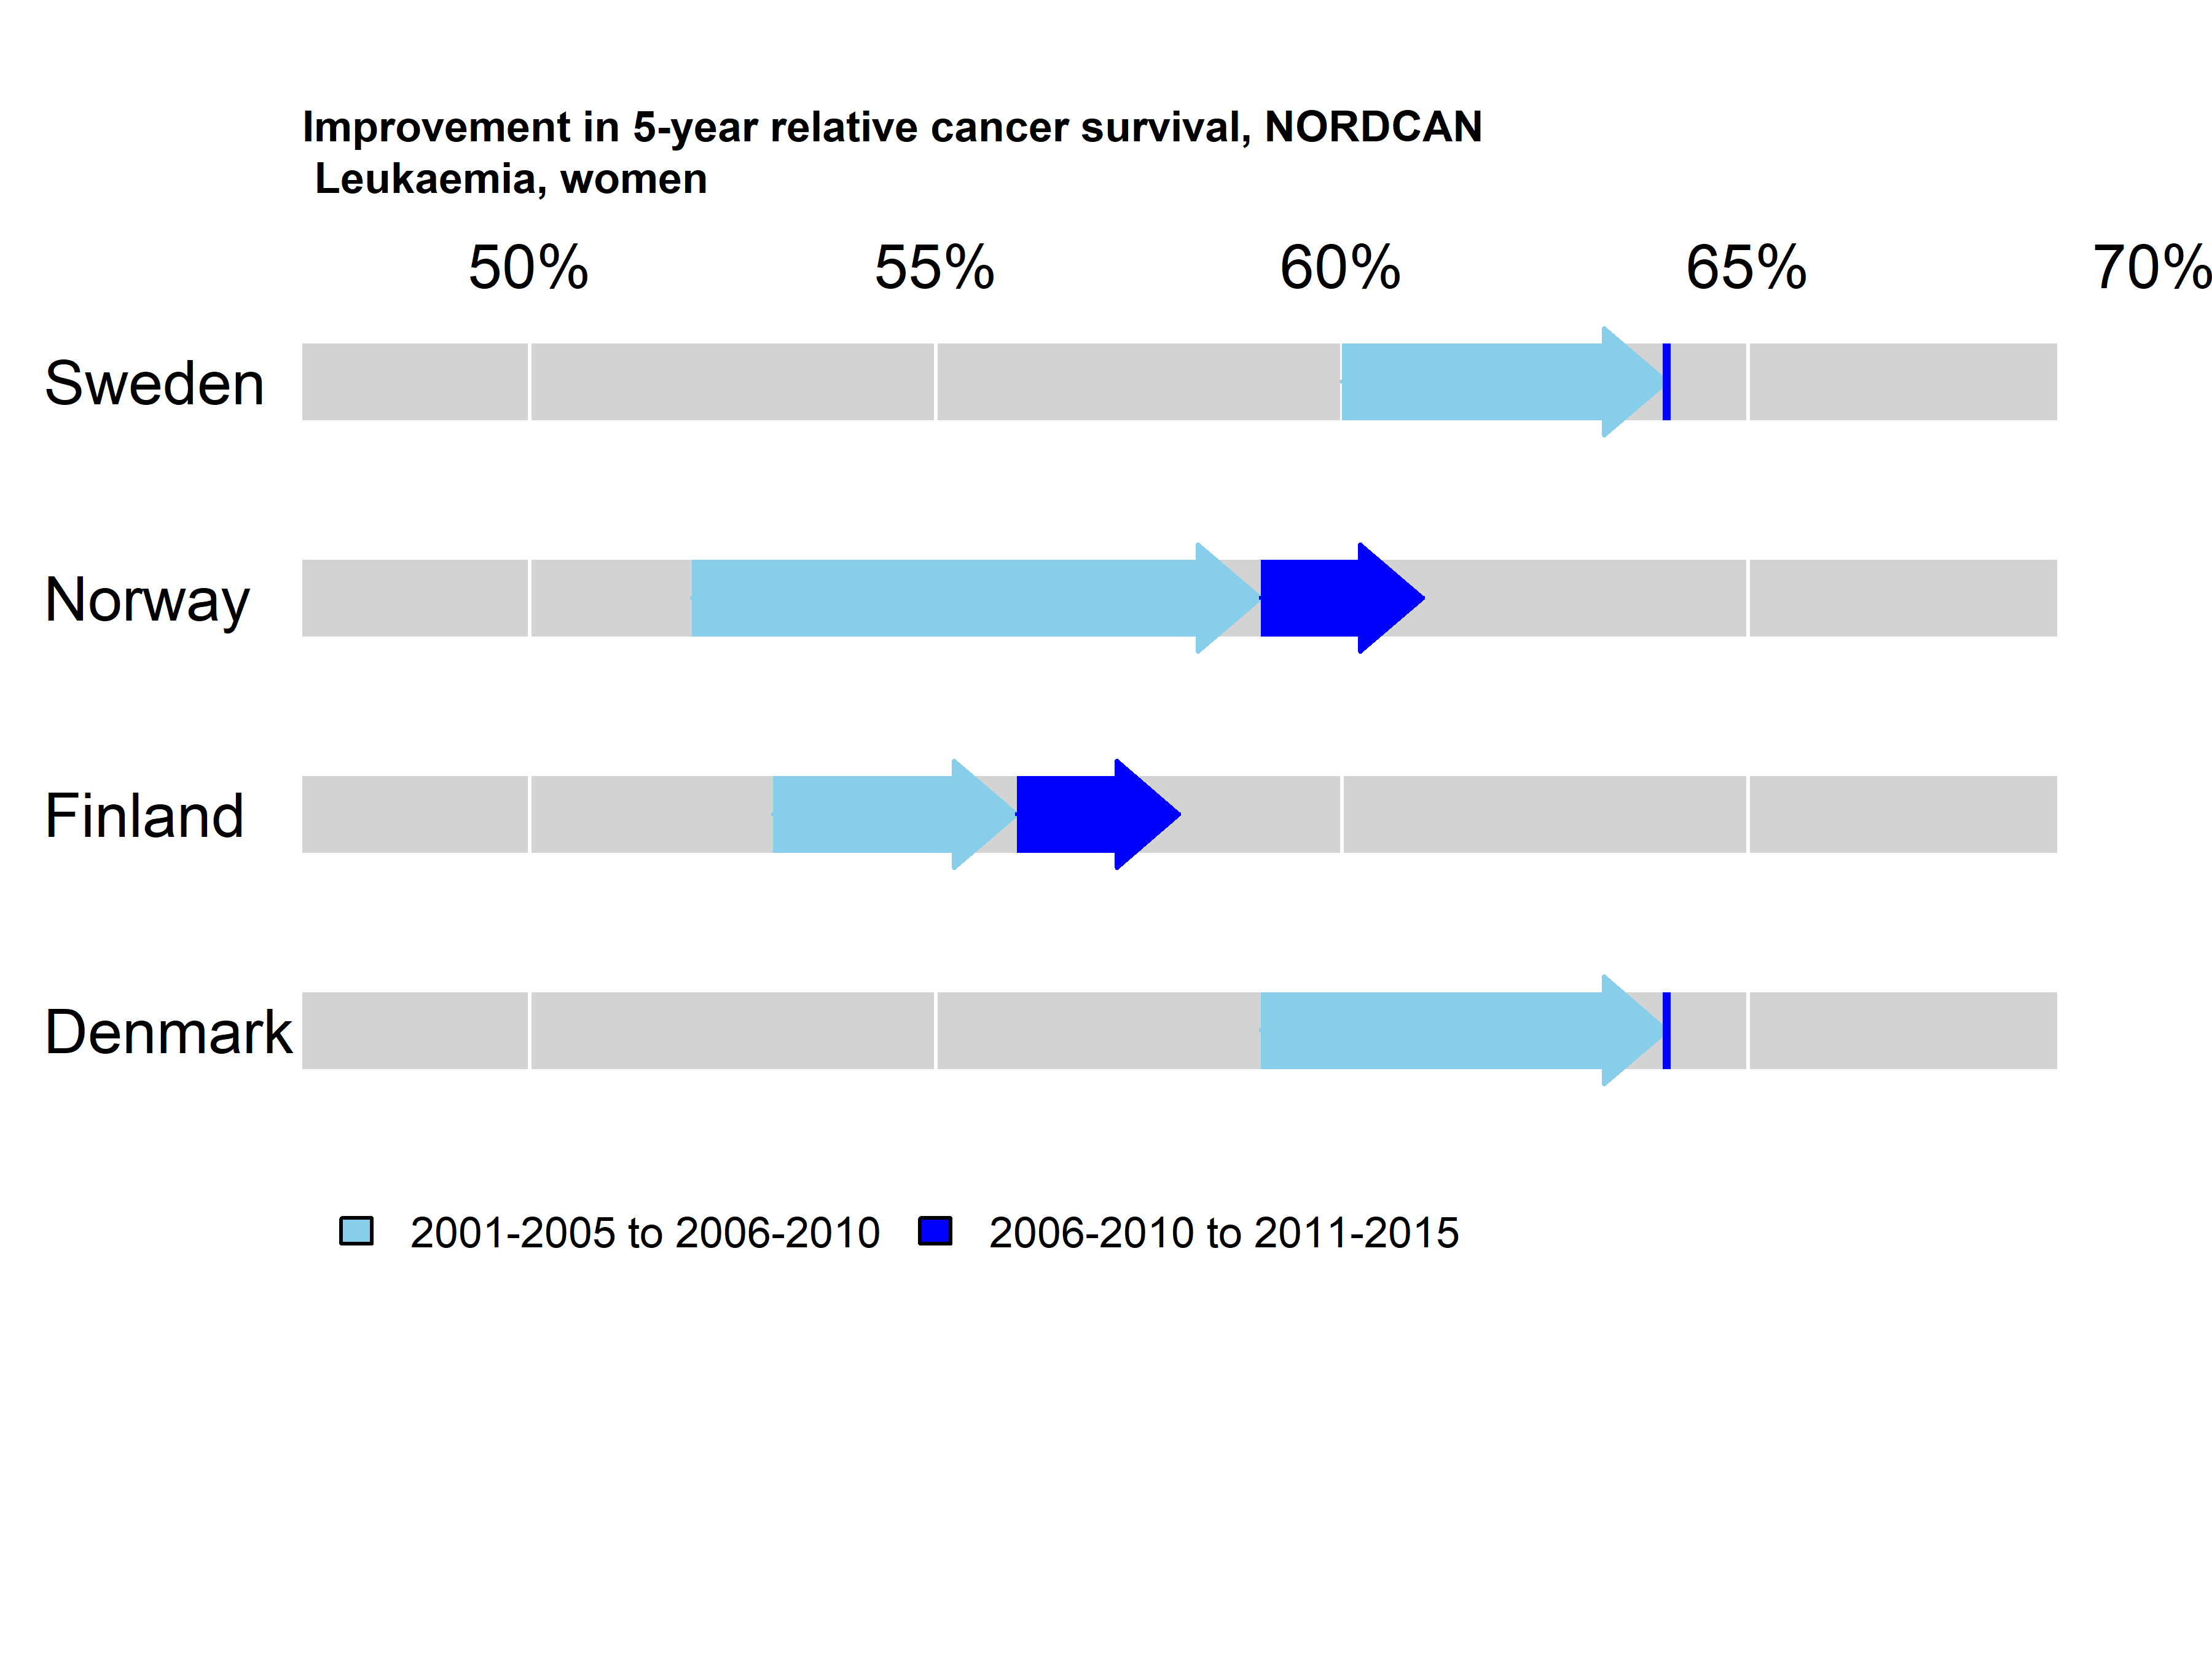 Improvement in 5-year relative cancer survival, NORDCAN
Leukaemia, women
50% 55% 60% 65% 70%
Sweden
Norway
Finland
Denmark
2001-2005 to 2006-2010 2006-2010 to 2011-2015